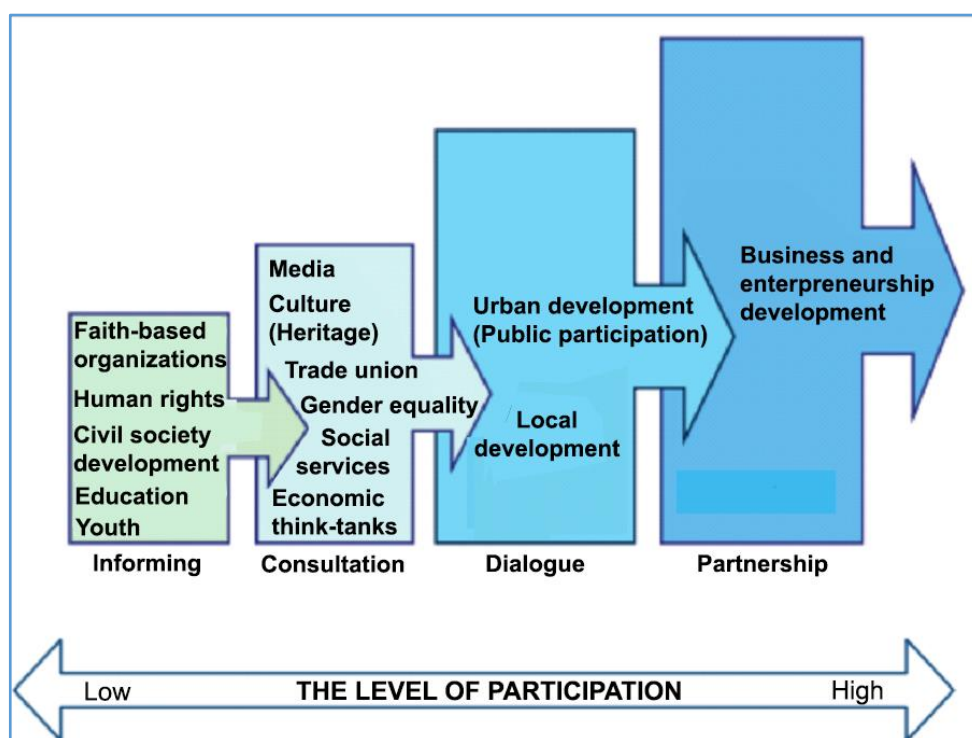 Faith-based
organizations
Human rights
Civil society
development
Education
Youth
Informing
Media
Culture
(Heritage)
Trade union
Gender equality
Social
services
Economic
think-tanks
Consultation
Urban development
(Public participation)
Local
development
Dialogue
Business and
enterpreneurship
development
Partnership
Low
THE LEVEL OF PARTICIPATION
High